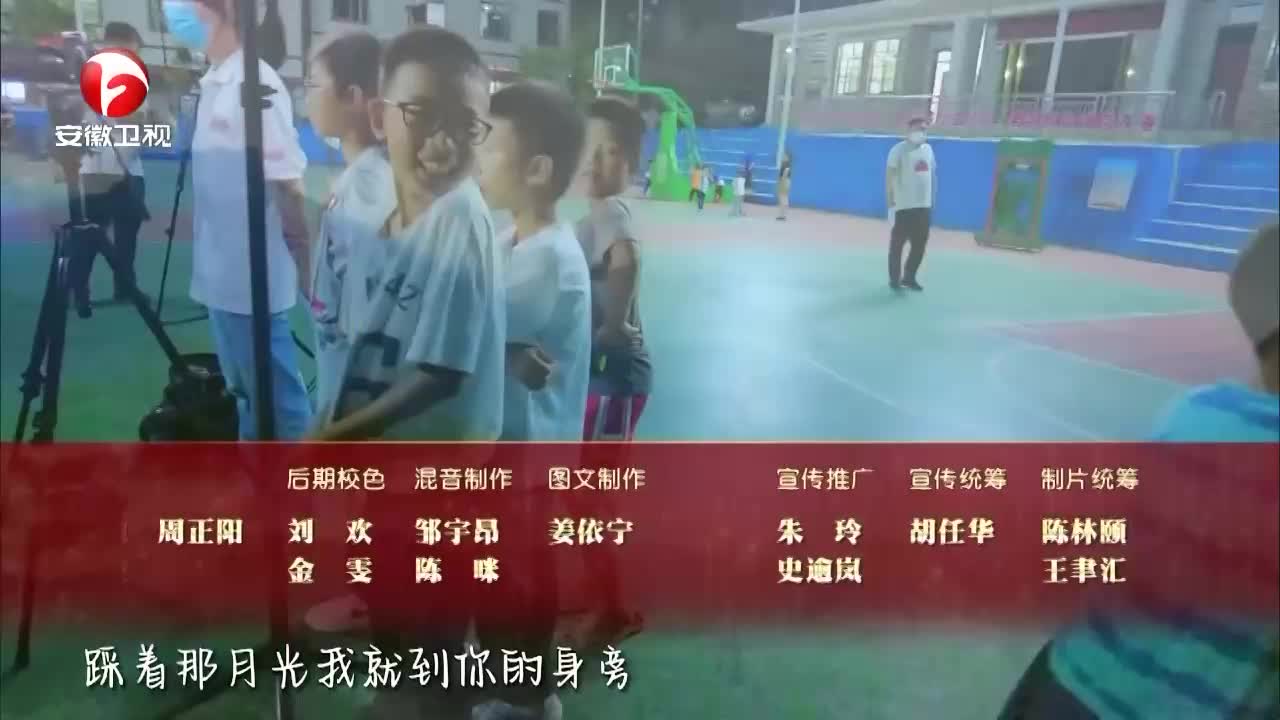 安徽卫视
后期校色 混音制作 图文制作 宣传推广 宣传统筹 制片统筹
周正阳 刘 欢 邹宇昂 姜依宁 朱 玲 胡任华 陈林颐
金 雯 陈 咪 史逾岚 王聿汇
踩着那月光我就到你的身旁